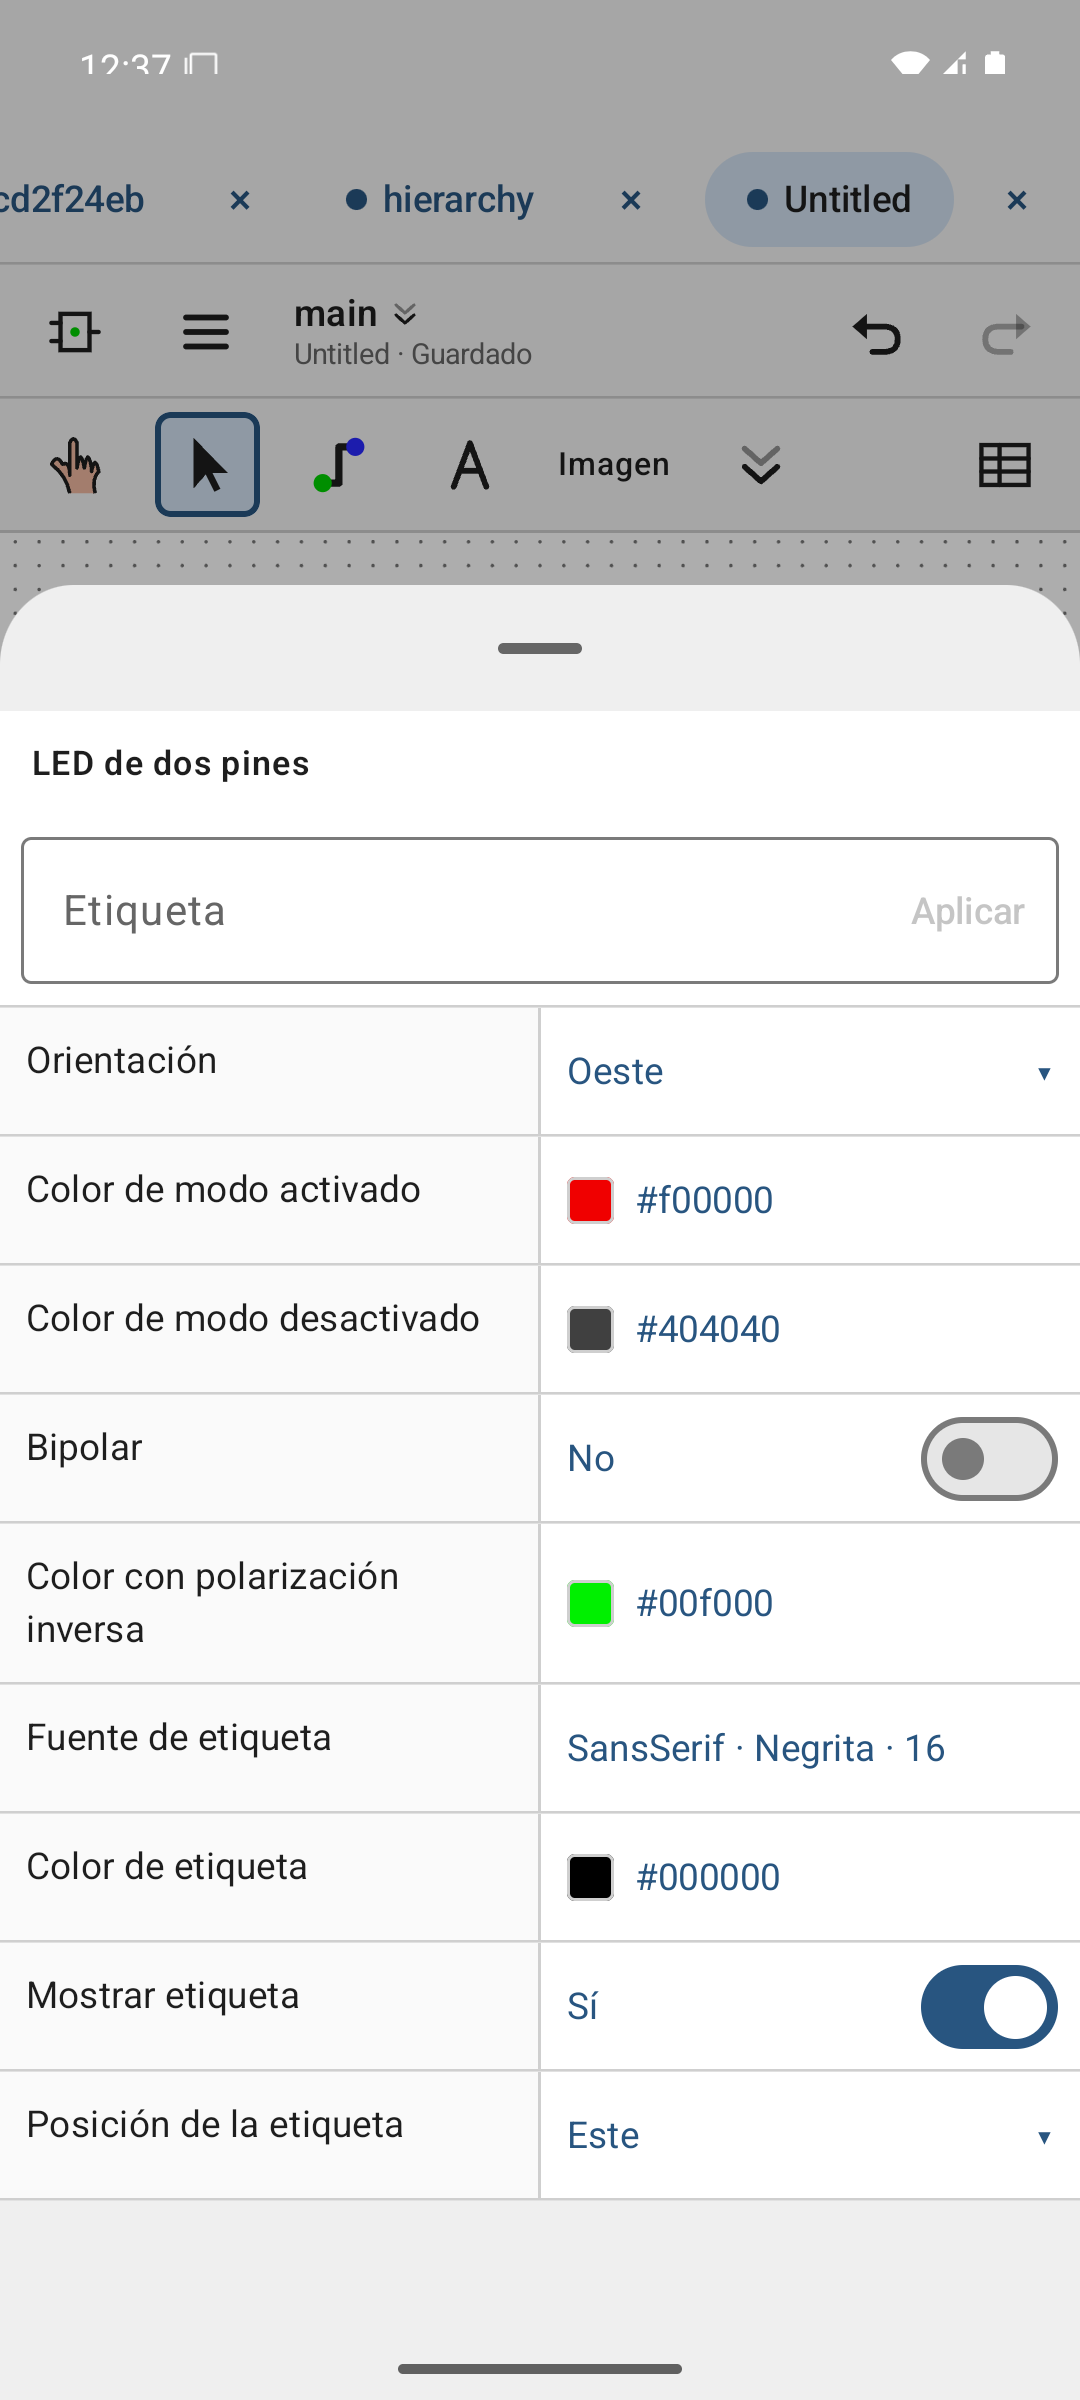 12:37
cd2f24eb
hierarchy
Untitled
main
Untitled · Guardado
Imagen
LED de dos pines
Etiqueta
Aplicar
Orientación
Oeste
Color de modo activado
#f00000
Color de modo desactivado
#404040
Bipolar
No
Color con polarización
inversa
#00f000
Fuente de etiqueta
SansSerif · Negrita · 16
Color de etiqueta
#000000
Mostrar etiqueta
Sí
Posición de la etiqueta
Este